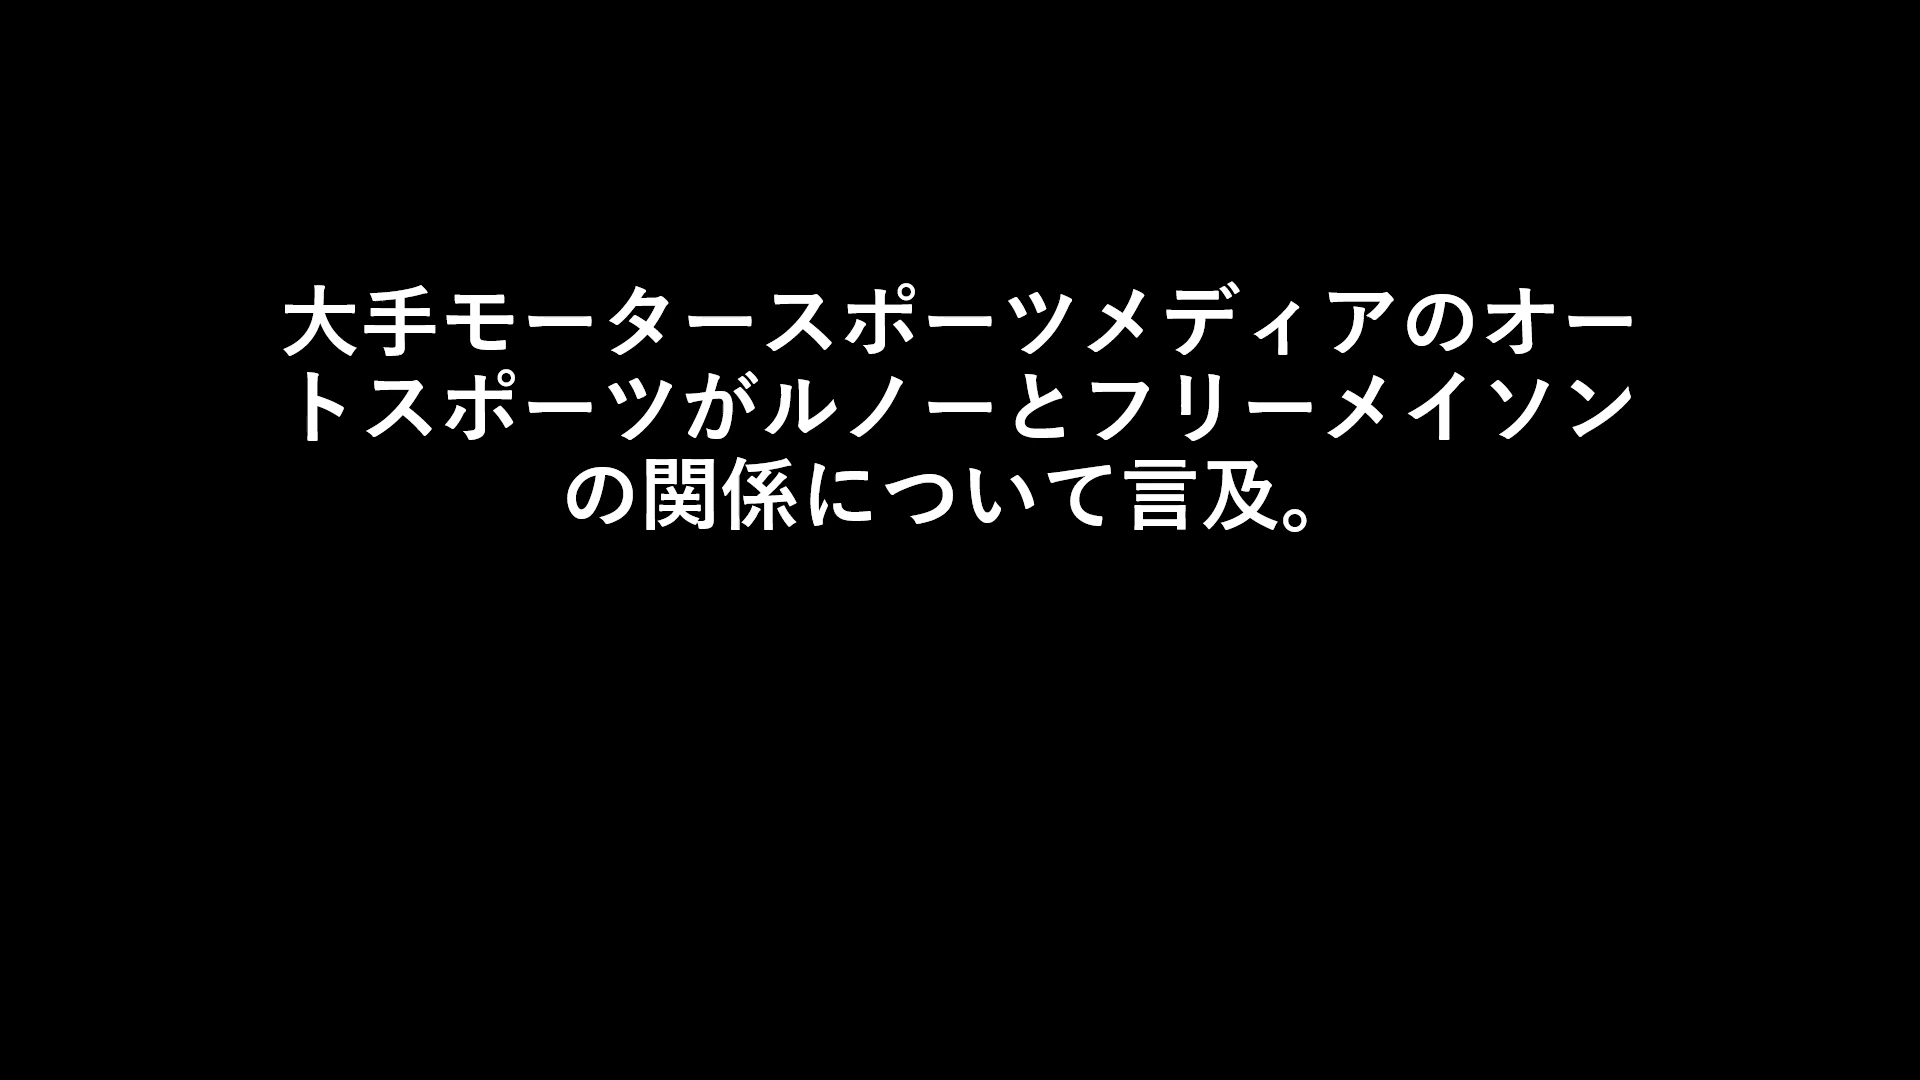 大手モータースポーツメディアのオー
トスポーツがルノーとフリーメイソン
の関係について言及。